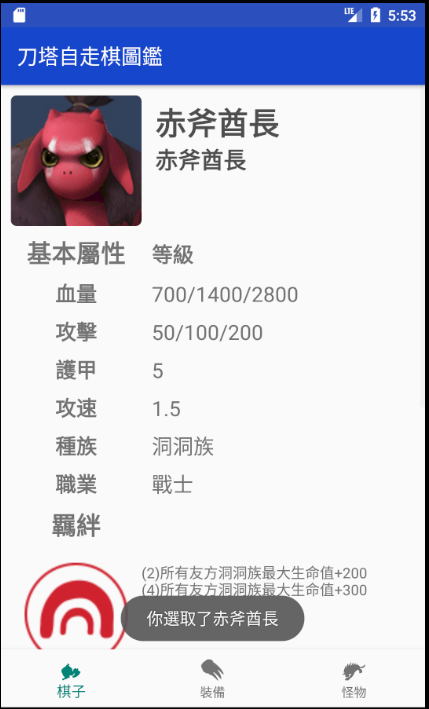 LTE 5:53
刀塔自走棋圖鑑
赤斧酋長
赤斧酋長
基本屬性 等級
血量 700/1400/2800
攻擊 50/100/200
護甲 5
攻速 1.5
種族 洞洞族
職業 戰士
羈絆
(2)所有友方洞洞族最大生命值+200
(4)所有友方洞洞族最大生命值+300
你選取了赤斧酋長
棋子 裝備 怪物